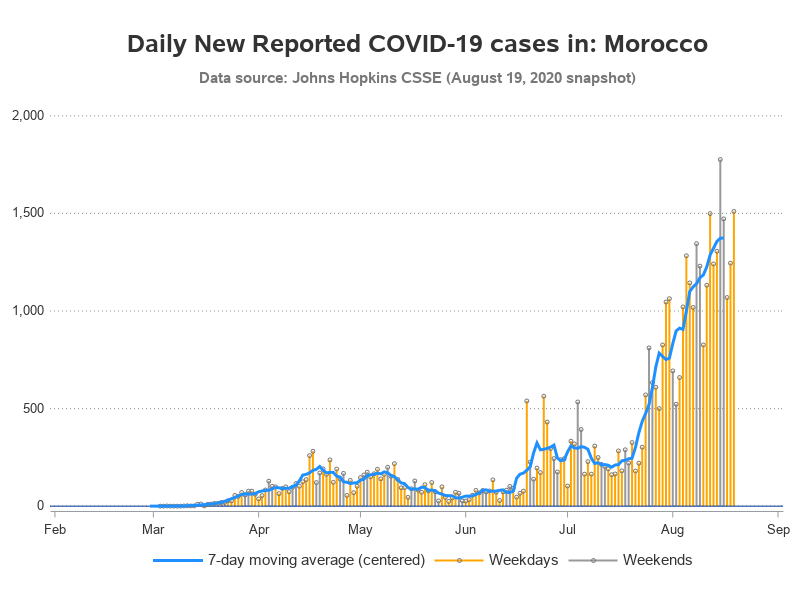 Daily New Reported COVID-19 cases in: Morocco
Data source: Johns Hopkins CSSE (August 19, 2020 snapshot)
2,000
1,500
1,000
500
0
Feb Mar Apr May Jun Jul Aug Sep
7-day moving average (centered) Weekdays Weekends